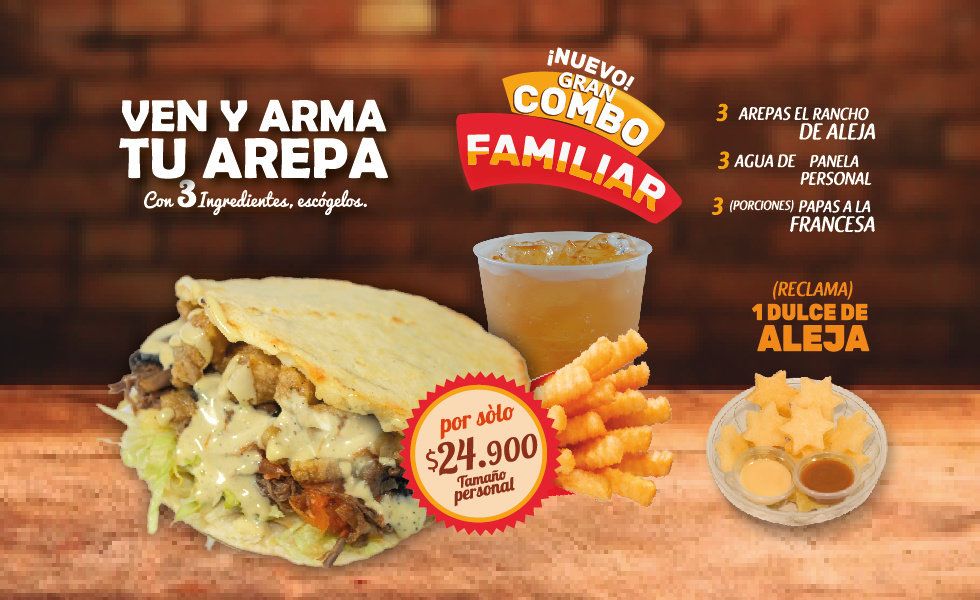 VEN Y ARMA
TU AREPA
Con 3 Ingredientes, escógelos.
¡NUEVO!
GRAN
COMBO
FAMILIAR
3 AREPAS EL RANCHO
DE ALEJA
3 AGUA DE PANELA
PERSONAL
3 (PORCIONES) PAPAS A LA
FRANCESA
(RECLAMA)
1 DULCE DE
ALEJA
por sòlo
$24.900
Tamaño
personal